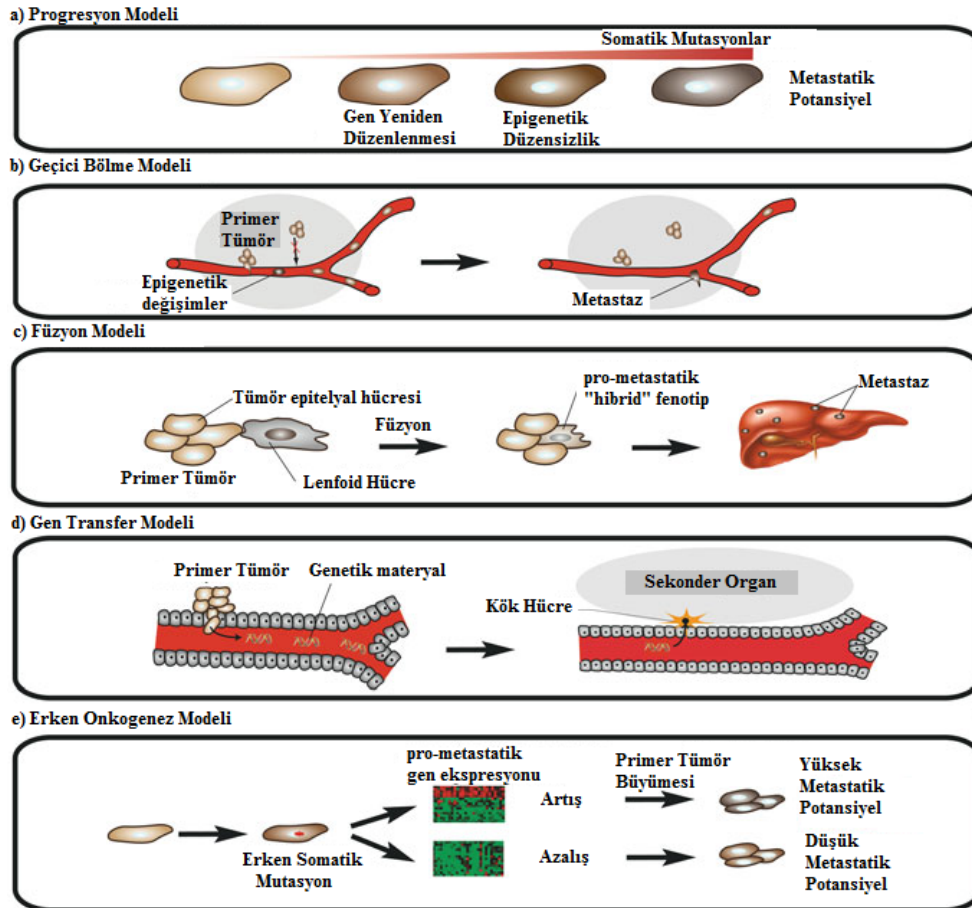 a) Progresyon Modeli
Somatik Mutasyonlar
Metastatik
Potansiyel
Gen Yeniden
Düzenlenmesi
Epigenetik
Düzensizlik
b) Geçici Bölme Modeli
Primer
Tümör
Epigenetik
değişimler
Metastaz
c) Füzyon Modeli
Tümör epitelyal hücresi
Füzyon
Primer Tümör
Lenfoid Hücre
pro-metastatik
"hibrid" fenotip
Metastaz
d) Gen Transfer Modeli
Primer Tümör
Genetik materyal
Sekonder Organ
Kök Hücre
e) Erken Onkogenez Modeli
Erken Somatik
Mutasyon
pro-metastatik
gen ekspresyonu
Artış
Azalış
Primer Tümör
Büyümesi
Yüksek
Metastatik
Potansiyel
Düşük
Metastatik
Potansiyel